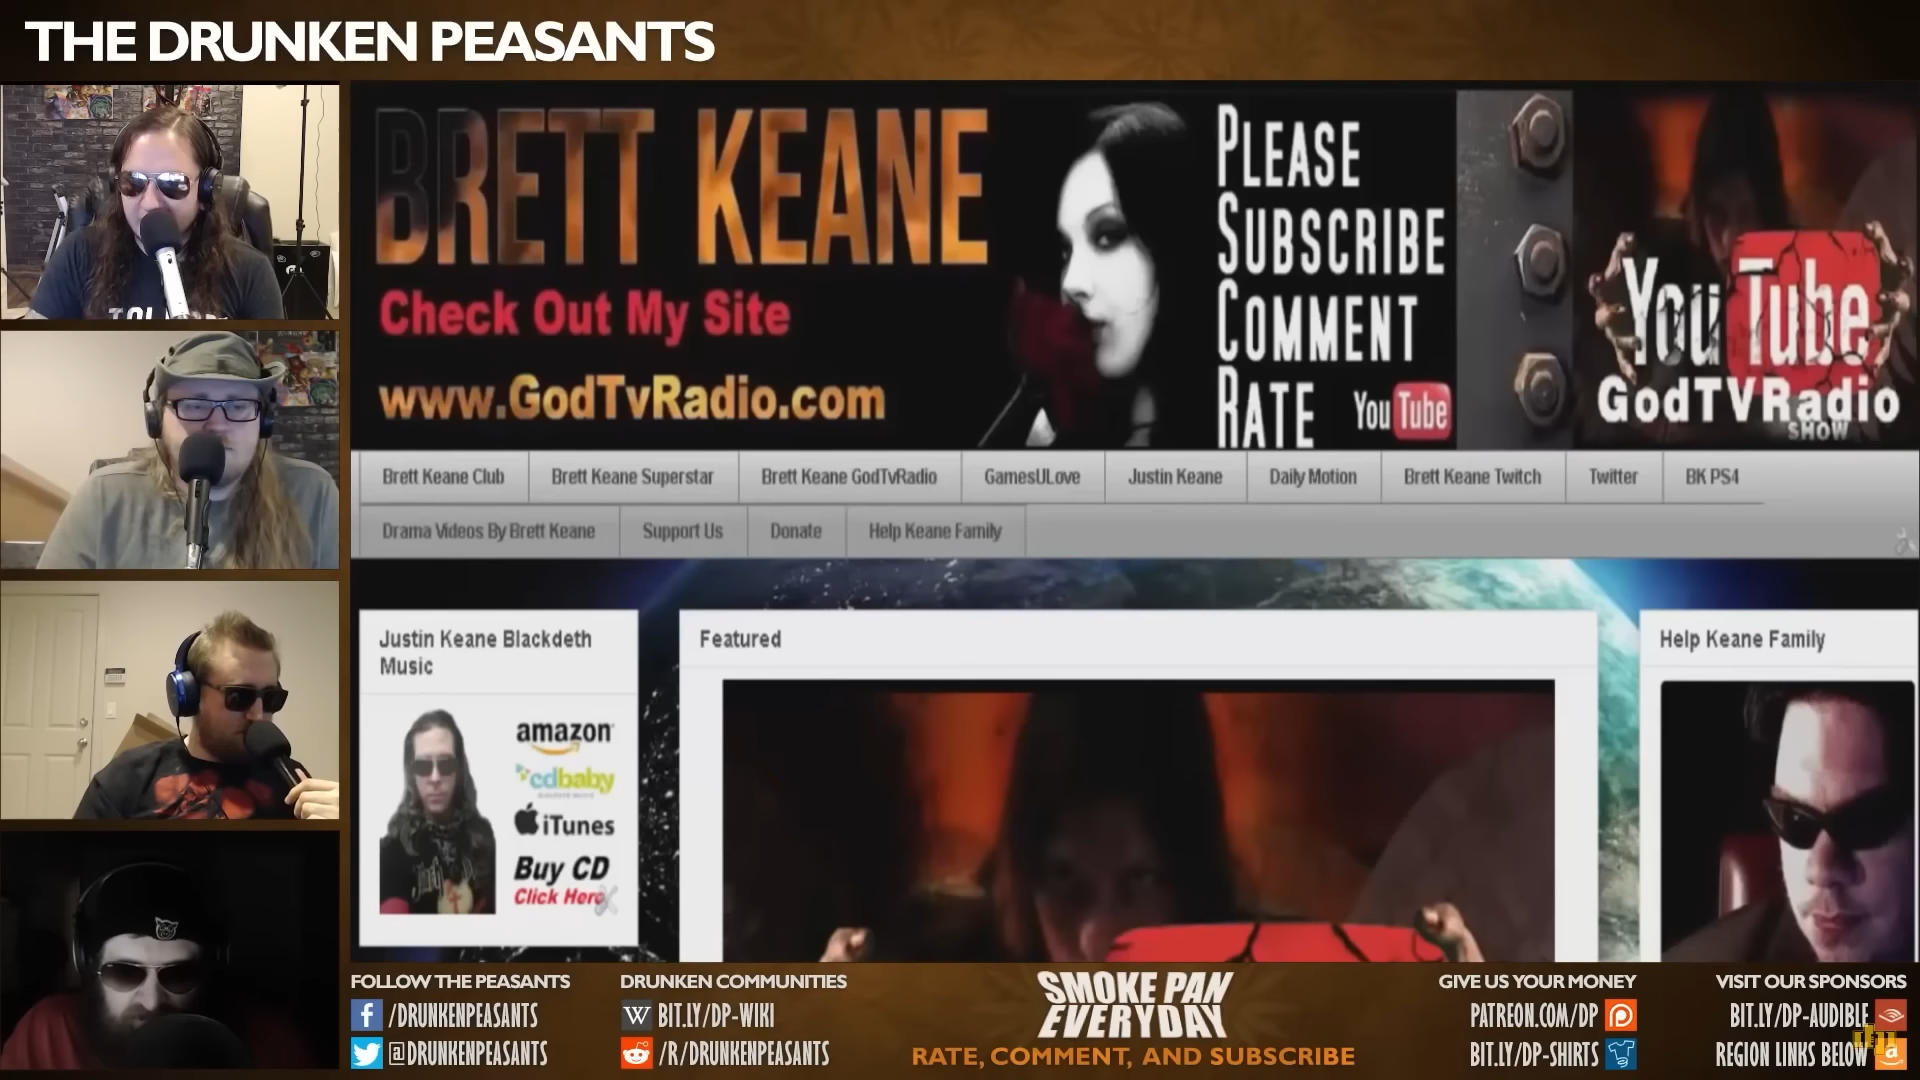 THE DRUNKEN PEASANTS
BRETT KEANE
Check Out My Site
www.GodTvRadio.com
PLEASE
SUBSCRIBE
COMMENT
RATE
YouTube
YouTube
GodTVRadio
SHOW
Brett Keane Club
Brett Keane Superstar
Brett Keane GodTvRadio
GamesULove
Justin Keane
Daily Motion
Brett Keane Twitch
Twitter
BK PS4
Drama Videos By Brett Keane
Support Us
Donate
Help Keane Family
Justin Keane Blackdeth
Music
amazon
cdbaby
iTunes
Buy CD
Click Here
Featured
Help Keane Family
FOLLOW THE PEASANTS
/DRUNKENPEASANTS
@DRUNKENPEASANTS
DRUNKEN COMMUNITIES
W BIT.LY/DP-WIKI
/R/DRUNKENPEASANTS
SMOKE PAN
EVERYDAY
RATE, COMMENT, AND SUBSCRIBE
GIVE US YOUR MONEY
PATREON.COM/DP
BIT.LY/DP-SHIRTS
VISIT OUR SPONSORS
BIT.LY/DP-AUDIBLE
REGION LINKS BELOW